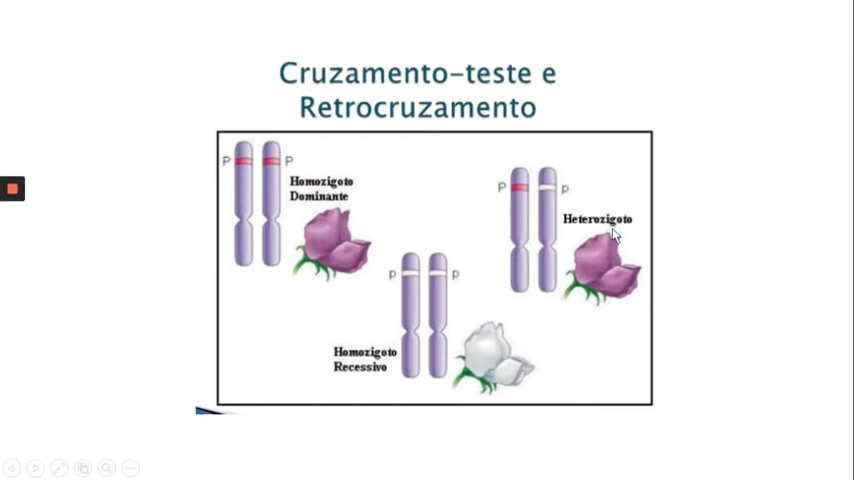 Cruzamento-teste e
Retrocruzamento
P P
Homozigoto
Dominante
P p
Heterozigoto
p p
Homozigoto
Recessivo